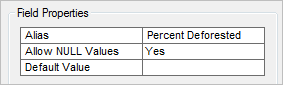 Field Properties
Alias Percent Deforested
Allow NULL Values Yes
Default Value